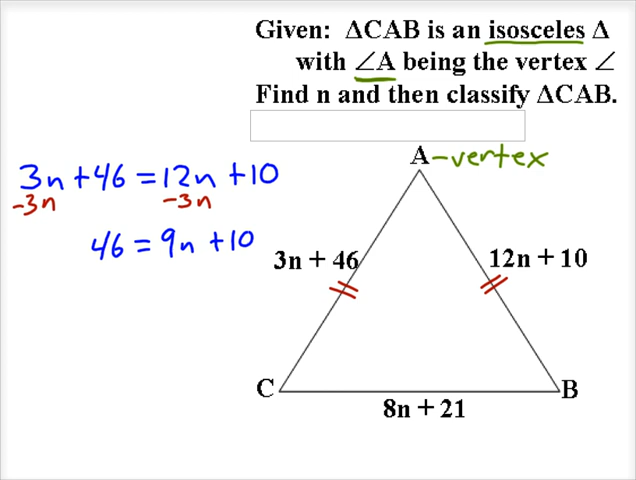 Given: ΔCAB is an isosceles Δ
with ∠A being the vertex ∠
Find n and then classify ΔCAB.
A -vertex
3n + 46 = 12n + 10
-3n -3n
46 = 9n + 10
3n + 46
12n + 10
C
B
8n + 21